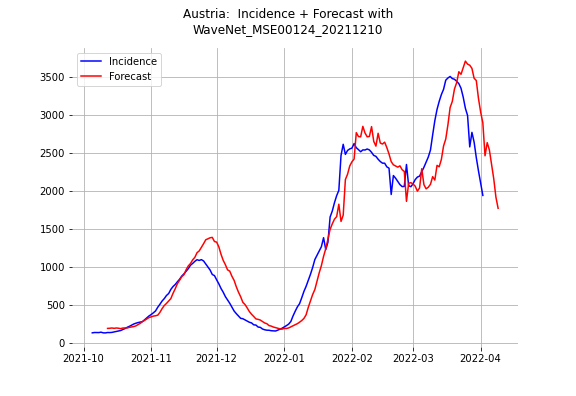 Austria:  Incidence + Forecast with
WaveNet_MSE00124_20211210
Incidence
Forecast
3500
3000
2500
2000
1500
1000
500
0
2021-10 2021-11 2021-12 2022-01 2022-02 2022-03 2022-04